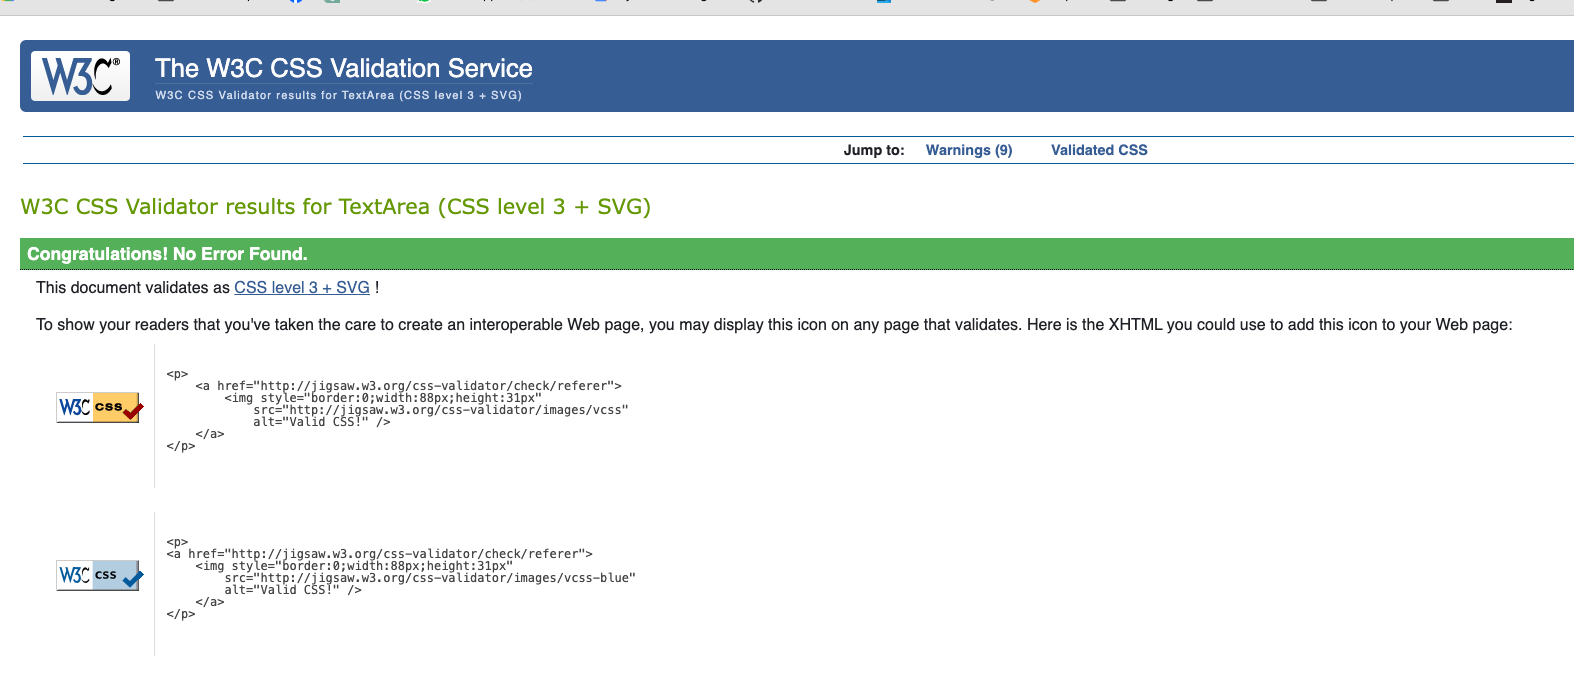 W3C®
The W3C CSS Validation Service
W3C CSS Validator results for TextArea (CSS level 3 + SVG)
Jump to: Warnings (9) Validated CSS
W3C CSS Validator results for TextArea (CSS level 3 + SVG)
Congratulations! No Error Found.
This document validates as CSS level 3 + SVG !
To show your readers that you've taken the care to create an interoperable Web page, you may display this icon on any page that validates. Here is the XHTML you could use to add this icon to your Web page:
W3C css
<p>
    <a href="http://jigsaw.w3.org/css-validator/check/referer">
        <img style="border:0;width:88px;height:31px"
            src="http://jigsaw.w3.org/css-validator/images/vcss"
            alt="Valid CSS!" />
    </a>
</p>
W3C css
<p>
<a href="http://jigsaw.w3.org/css-validator/check/referer">
    <img style="border:0;width:88px;height:31px"
        src="http://jigsaw.w3.org/css-validator/images/vcss-blue"
        alt="Valid CSS!" />
    </a>
</p>